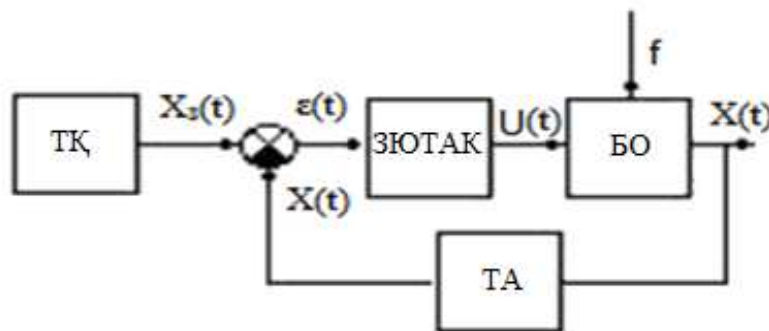 f
X₃(t)
ε(t)
U(t)
X(t)
ТҚ
ЗЮТАК
БО
X(t)
ТА